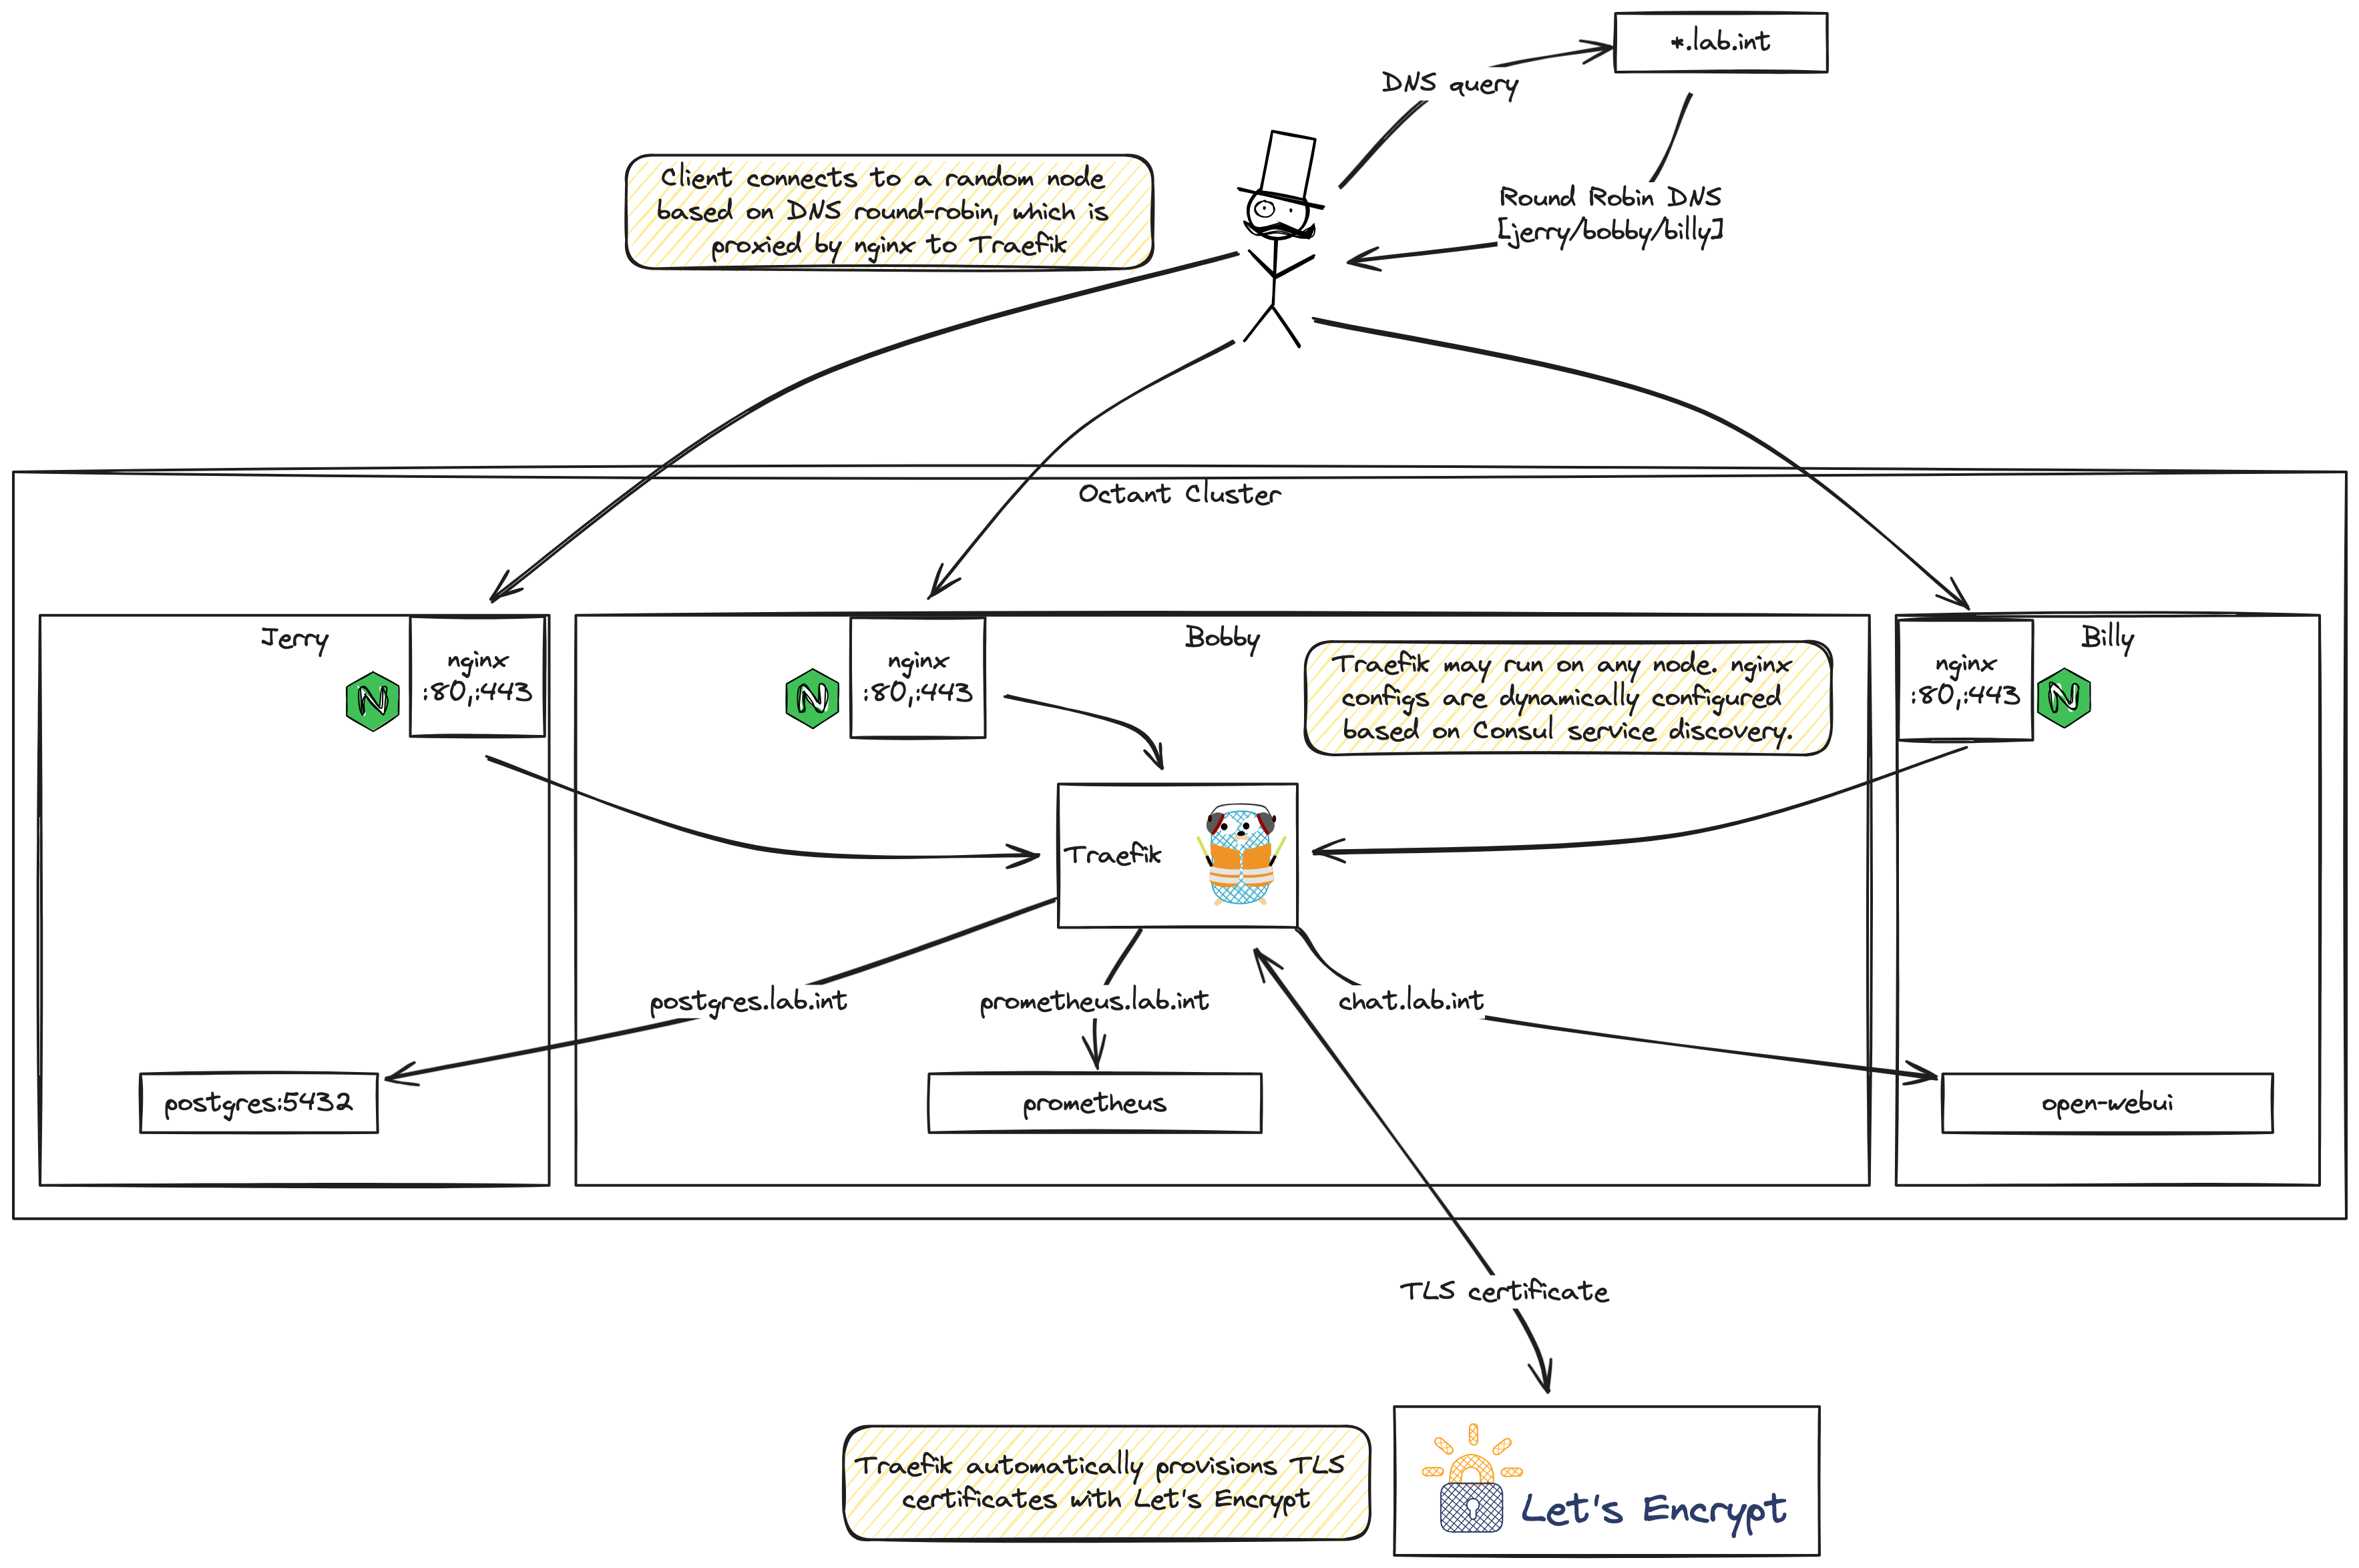 *.lab.int
DNS query
Client connects to a random node
based on DNS round-robin, which is
proxied by nginx to Traefik
Round Robin DNS
[jerry/bobby/billy]
Octant Cluster
Jerry
nginx
:80,:443
N
Bobby
nginx
:80,:443
N
Traefik may run on any node. nginx
configs are dynamically configured
based on Consul service discovery.
Billy
nginx
:80,:443
N
Traefik
postgres.lab.int
prometheus.lab.int
chat.lab.int
postgres:5432
prometheus
open-webui
TLS certificate
Traefik automatically provisions TLS
certificates with Let's Encrypt
Let's Encrypt